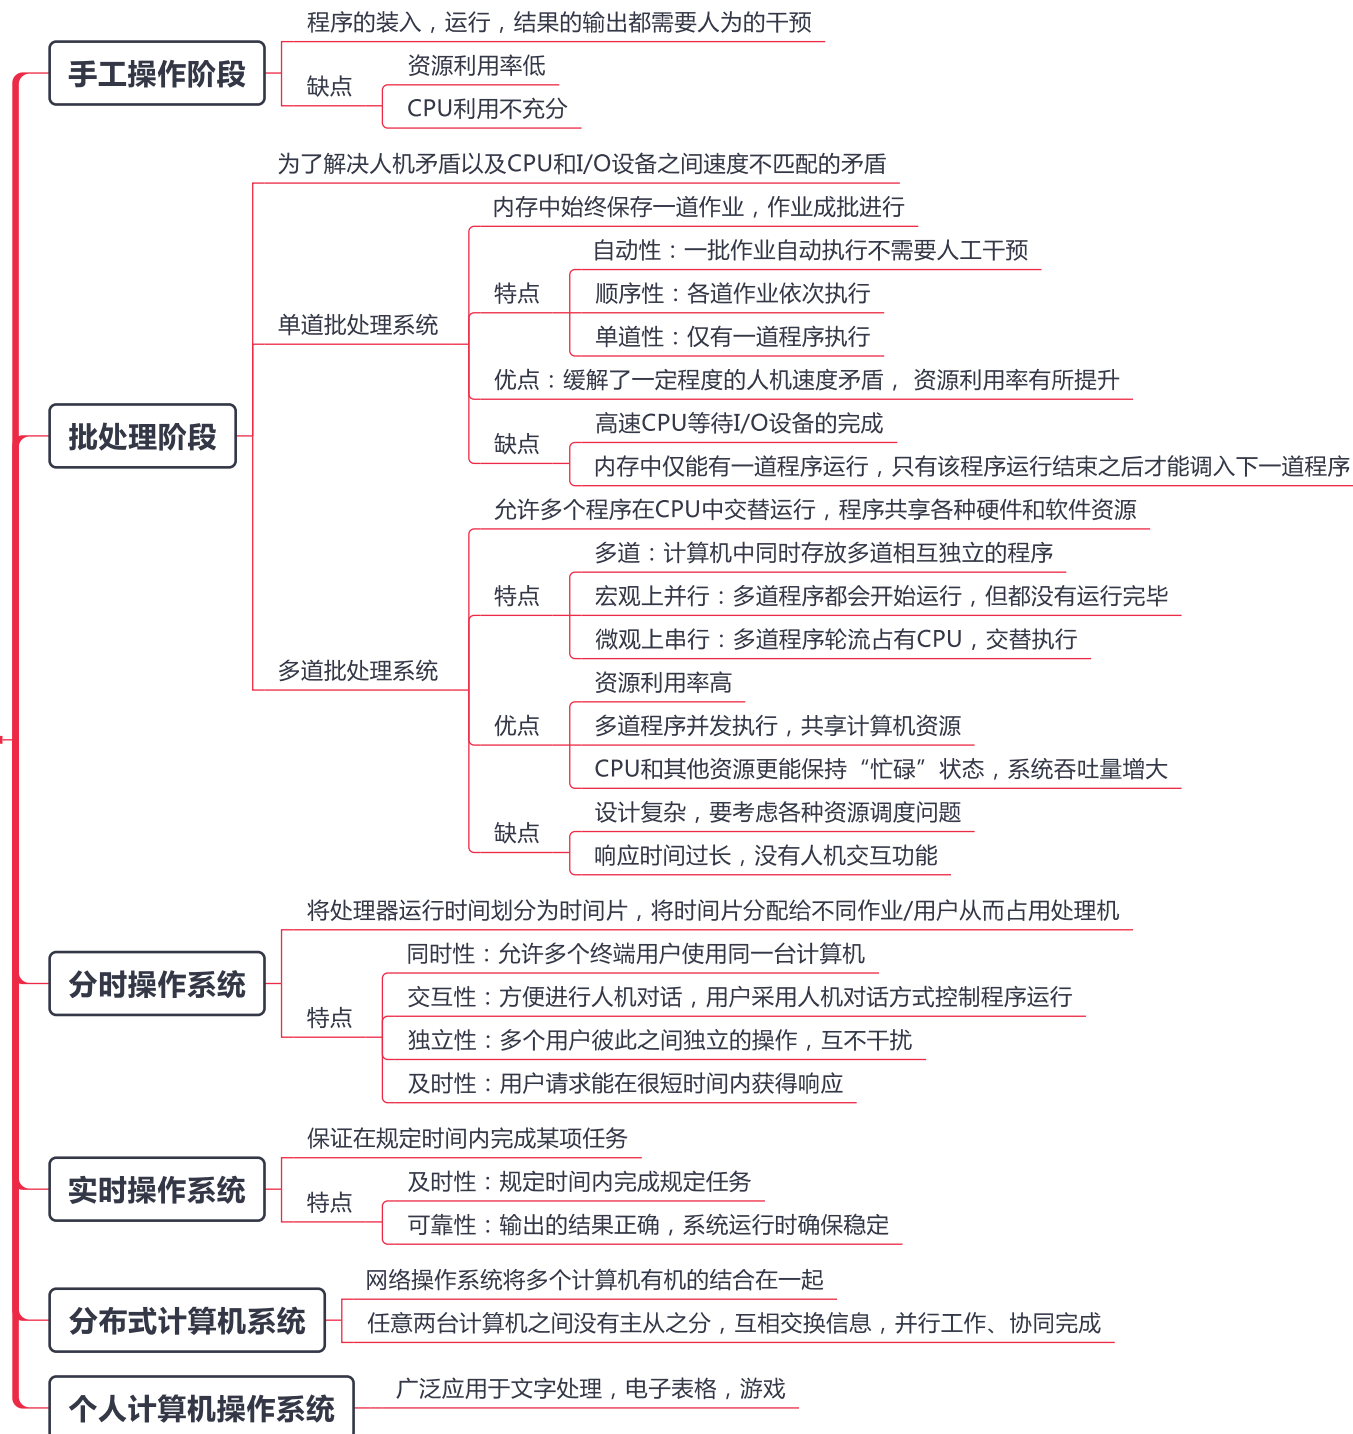 手工操作阶段
程序的装入，运行，结果的输出都需要人为的干预
缺点
资源利用率低
CPU利用不充分
批处理阶段
为了解决人机矛盾以及CPU和I/O设备之间速度不匹配的矛盾
单道批处理系统
内存中始终保存一道作业，作业成批进行
特点
自动性：一批作业自动执行不需要人工干预
顺序性：各道作业依次执行
单道性：仅有一道程序执行
优点：缓解了一定程度的人机速度矛盾， 资源利用率有所提升
缺点
高速CPU等待I/O设备的完成
内存中仅能有一道程序运行，只有该程序运行结束之后才能调入下一道程序
多道批处理系统
允许多个程序在CPU中交替运行，程序共享各种硬件和软件资源
特点
多道：计算机中同时存放多道相互独立的程序
宏观上并行：多道程序都会开始运行，但都没有运行完毕
微观上串行：多道程序轮流占有CPU，交替执行
优点
资源利用率高
多道程序并发执行，共享计算机资源
CPU和其他资源更能保持“忙碌”状态，系统吞吐量增大
缺点
设计复杂，要考虑各种资源调度问题
响应时间过长，没有人机交互功能
分时操作系统
将处理器运行时间划分为时间片，将时间片分配给不同作业/用户从而占用处理机
特点
同时性：允许多个终端用户使用同一台计算机
交互性：方便进行人机对话，用户采用人机对话方式控制程序运行
独立性：多个用户彼此之间独立的操作，互不干扰
及时性：用户请求能在很短时间内获得响应
实时操作系统
保证在规定时间内完成某项任务
特点
及时性：规定时间内完成规定任务
可靠性：输出的结果正确，系统运行时确保稳定
分布式计算机系统
网络操作系统将多个计算机有机的结合在一起
任意两台计算机之间没有主从之分，互相交换信息，并行工作、协同完成
个人计算机操作系统
广泛应用于文字处理，电子表格，游戏